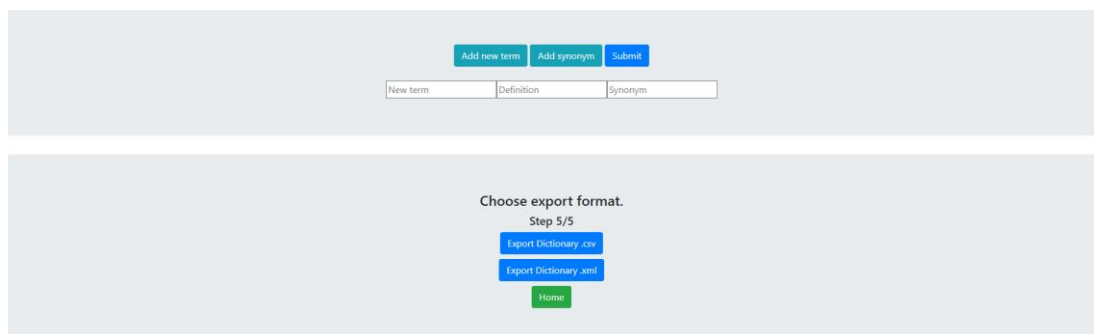 Add new term Add synonym Submit
New term Definition Synonym
Choose export format.
Step 5/5
Export Dictionary .csv
Export Dictionary .xml
Home